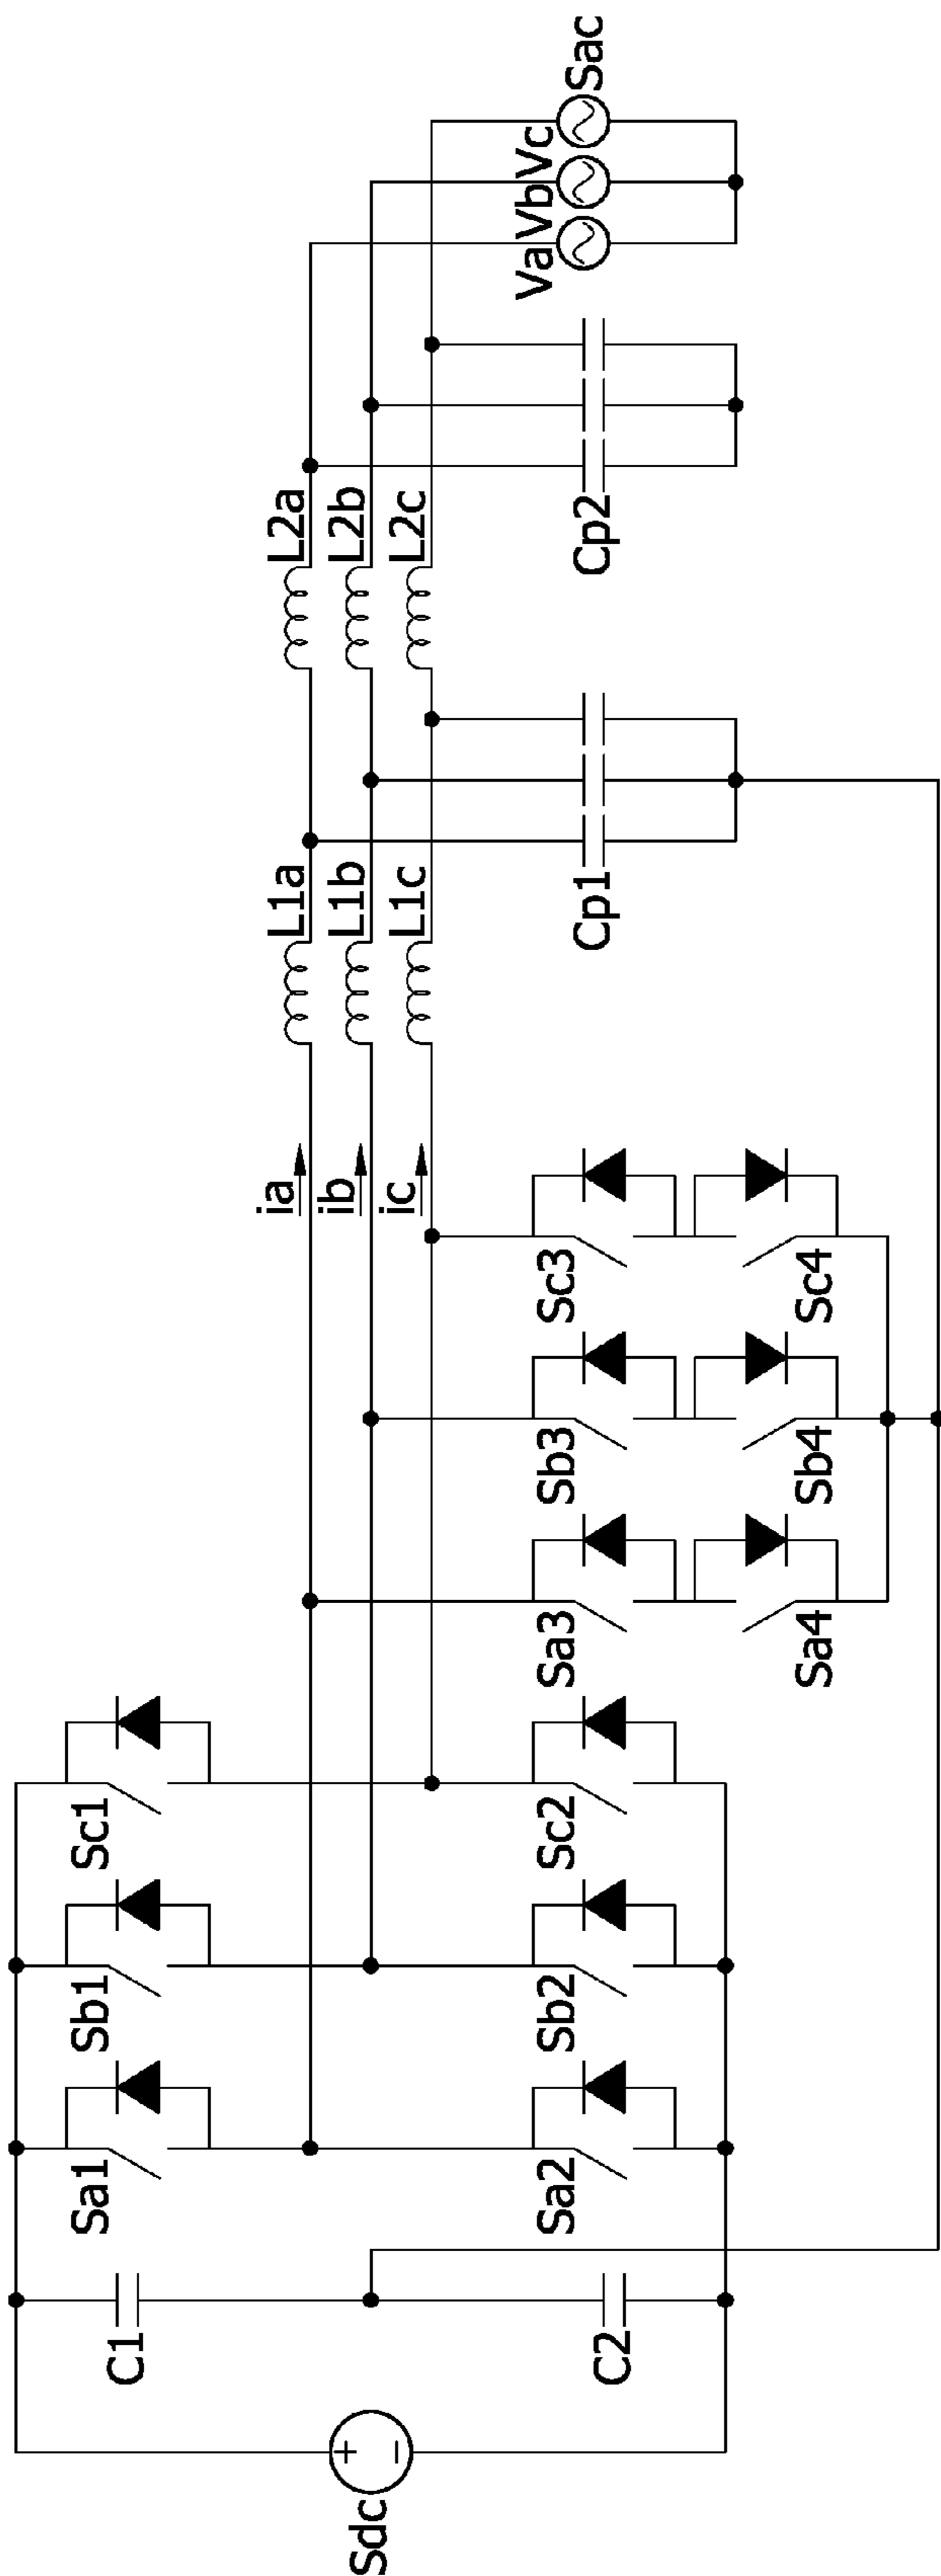 Sdc
+
−
C1
C2
Sa1
Sb1
Sc1
Sa2
Sb2
Sc2
Sa3
Sb3
Sc3
Sa4
Sb4
Sc4
ia
ib
ic
L1a
L1b
L1c
Cp1
L2a
L2b
L2c
Cp2
Va
Vb
Vc
Sac